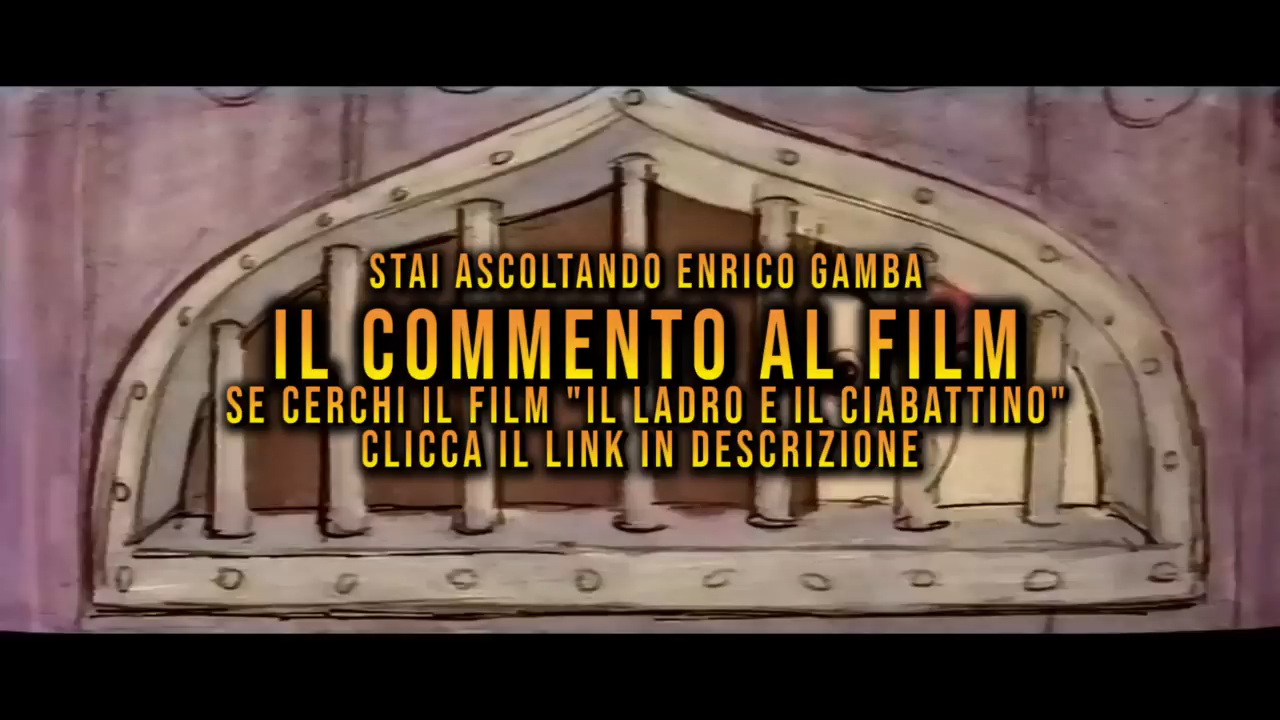 STAI ASCOLTANDO ENRICO GAMBA
IL COMMENTO AL FILM
SE CERCHI IL FILM "IL LADRO E IL CIABATTINO"
CLICCA IL LINK IN DESCRIZIONE